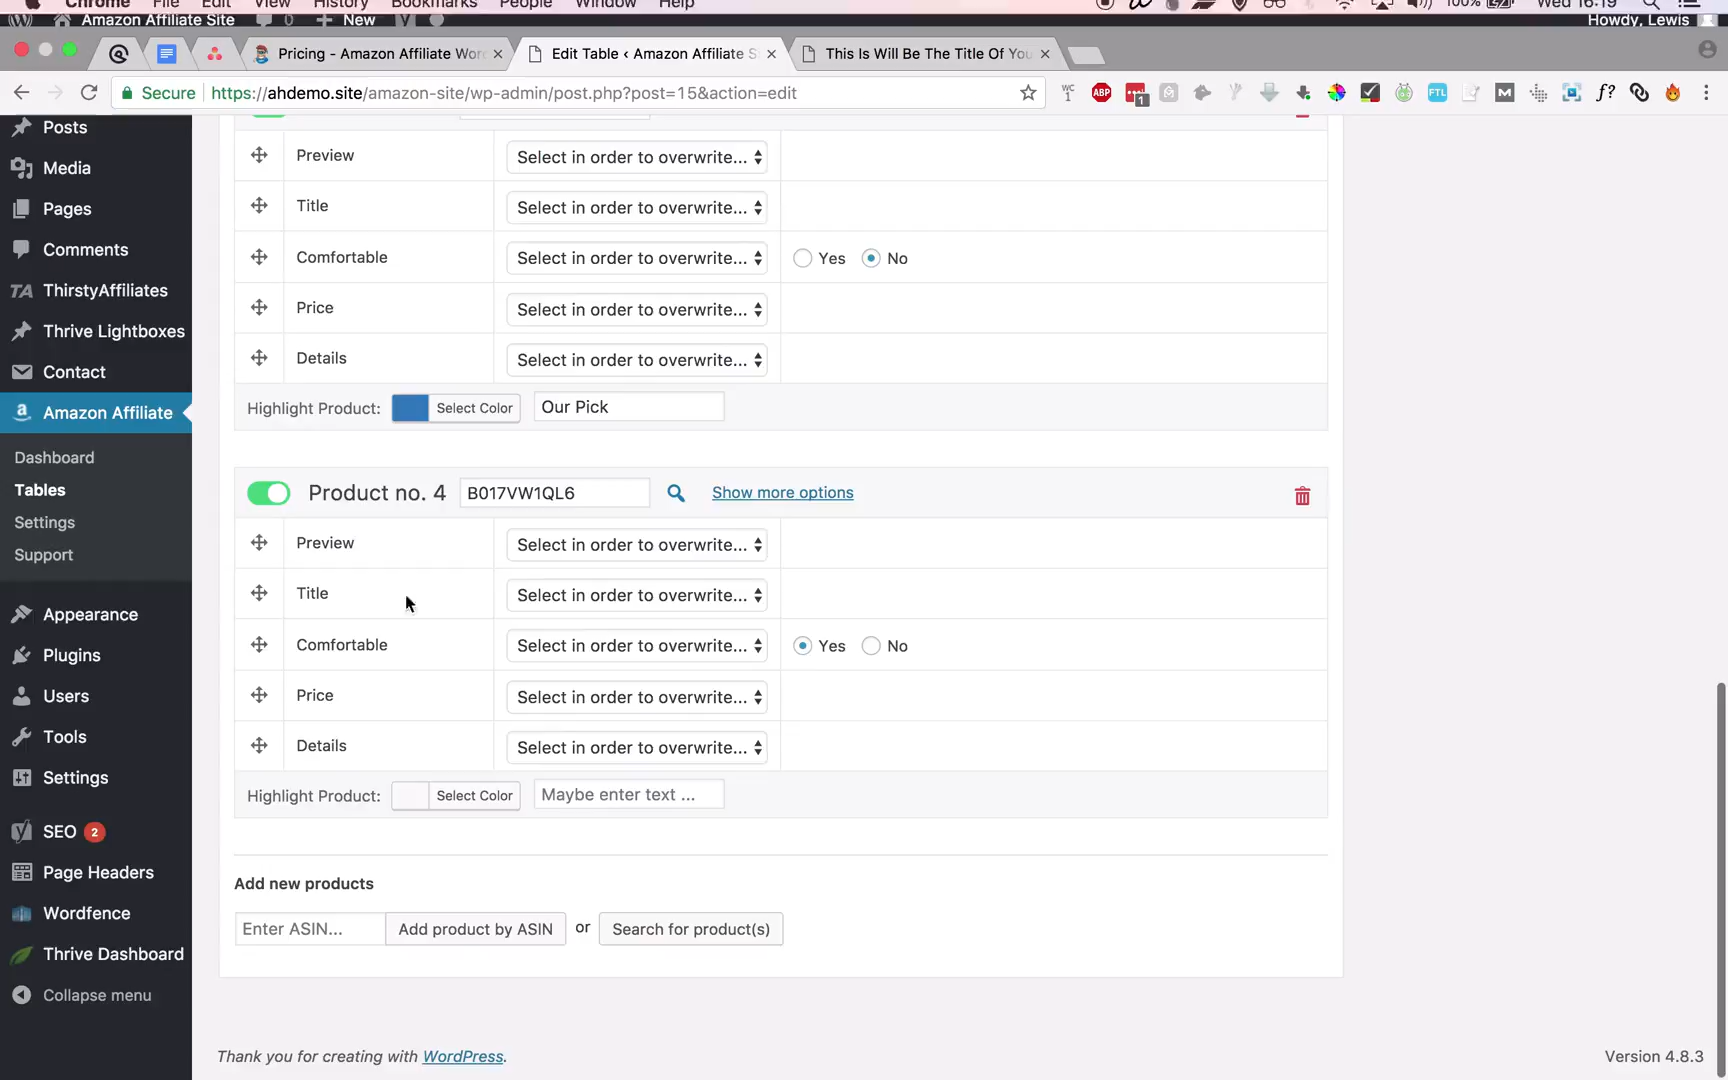 Chrome File Edit View History Bookmarks People Window Help 100% Wed 16:19
Amazon Affiliate Site 0 New Howdy, Lewis
Pricing - Amazon Affiliate Wor
Edit Table ‹ Amazon Affiliate S
This Is Will Be The Title Of You
Secure https://ahdemo.site/amazon-site/wp-admin/post.php?post=15&action=edit
WC 1 ABP 1 FTL M f?
Posts
Media
Pages
Comments
TA ThirstyAffiliates
Thrive Lightboxes
Contact
Amazon Affiliate
Dashboard
Tables
Settings
Support
Appearance
Plugins
Users
Tools
Settings
SEO 2
Page Headers
Wordfence
Thrive Dashboard
Collapse menu
Preview Select in order to overwrite...
Title Select in order to overwrite...
Comfortable Select in order to overwrite... Yes No
Price Select in order to overwrite...
Details Select in order to overwrite...
Highlight Product: Select Color Our Pick
Product no. 4 B017VW1QL6 Show more options
Preview Select in order to overwrite...
Title Select in order to overwrite...
Comfortable Select in order to overwrite... Yes No
Price Select in order to overwrite...
Details Select in order to overwrite...
Highlight Product: Select Color Maybe enter text ...
Add new products
Enter ASIN... Add product by ASIN or Search for product(s)
Thank you for creating with WordPress.
Version 4.8.3